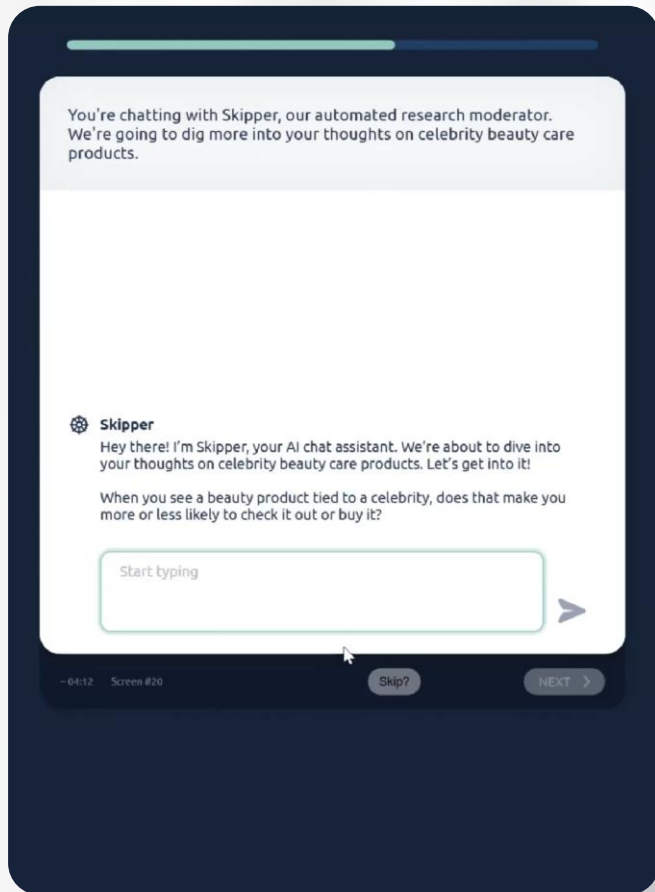 You're chatting with Skipper, our automated research moderator.
We're going to dig more into your thoughts on celebrity beauty care
products.
Skipper
Hey there! I'm Skipper, your AI chat assistant. We're about to dive into
your thoughts on celebrity beauty care products. Let's get into it!
When you see a beauty product tied to a celebrity, does that make you
more or less likely to check it out or buy it?
Start typing
~04:12 Screen #20 Skip? NEXT